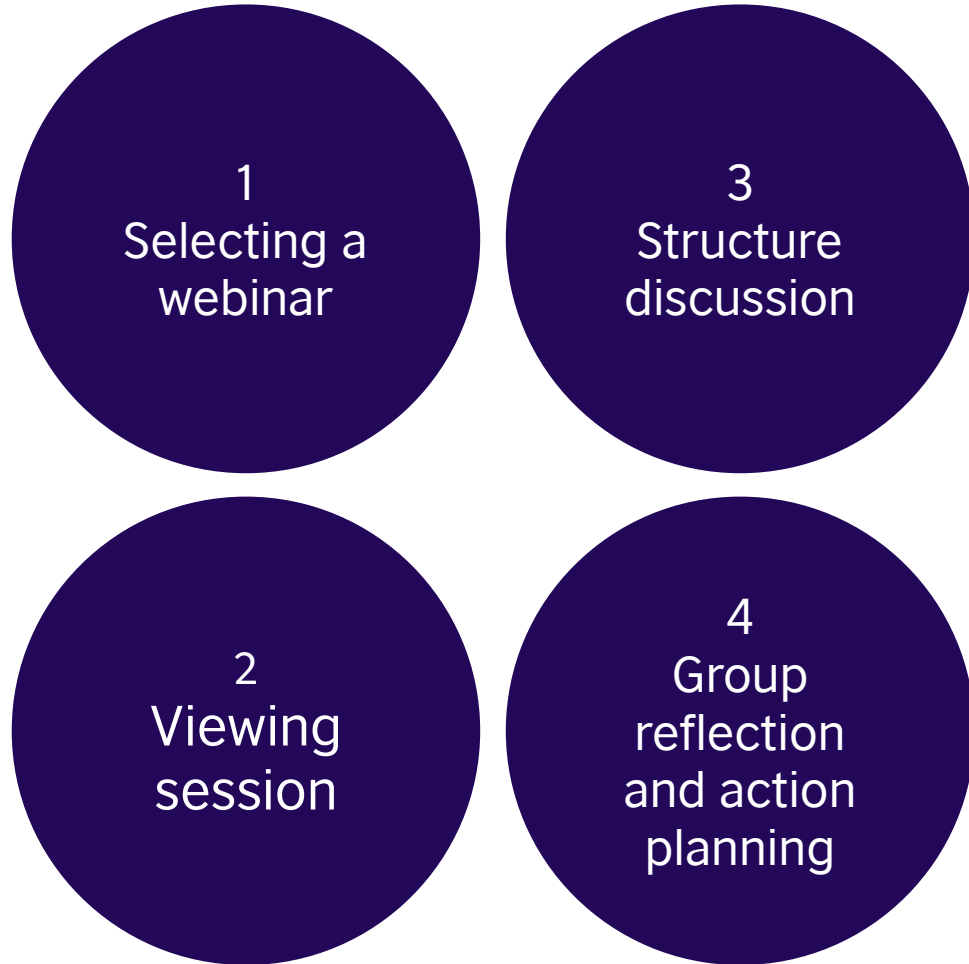 1
Selecting a
webinar
2
Viewing
session
3
Structure
discussion
4
Group
reflection
and action
planning